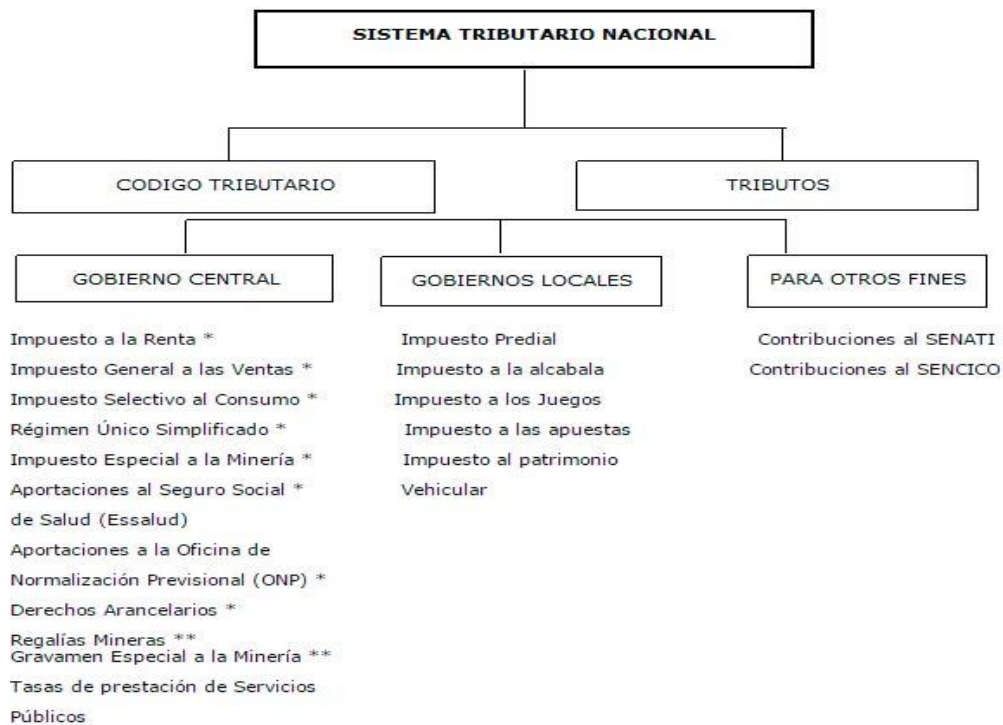 SISTEMA TRIBUTARIO NACIONAL
CODIGO TRIBUTARIO
TRIBUTOS
GOBIERNO CENTRAL
GOBIERNOS LOCALES
PARA OTROS FINES
Impuesto a la Renta *
Impuesto General a las Ventas *
Impuesto Selectivo al Consumo *
Régimen Único Simplificado *
Impuesto Especial a la Minería *
Aportaciones al Seguro Social *
de Salud (Essalud)
Aportaciones a la Oficina de
Normalización Previsional (ONP) *
Derechos Arancelarios *
Regalías Mineras **
Gravamen Especial a la Minería **
Tasas de prestación de Servicios
Públicos
Impuesto Predial
Impuesto a la alcabala
Impuesto a los Juegos
Impuesto a las apuestas
Impuesto al patrimonio
Vehicular
Contribuciones al SENATI
Contribuciones al SENCICO